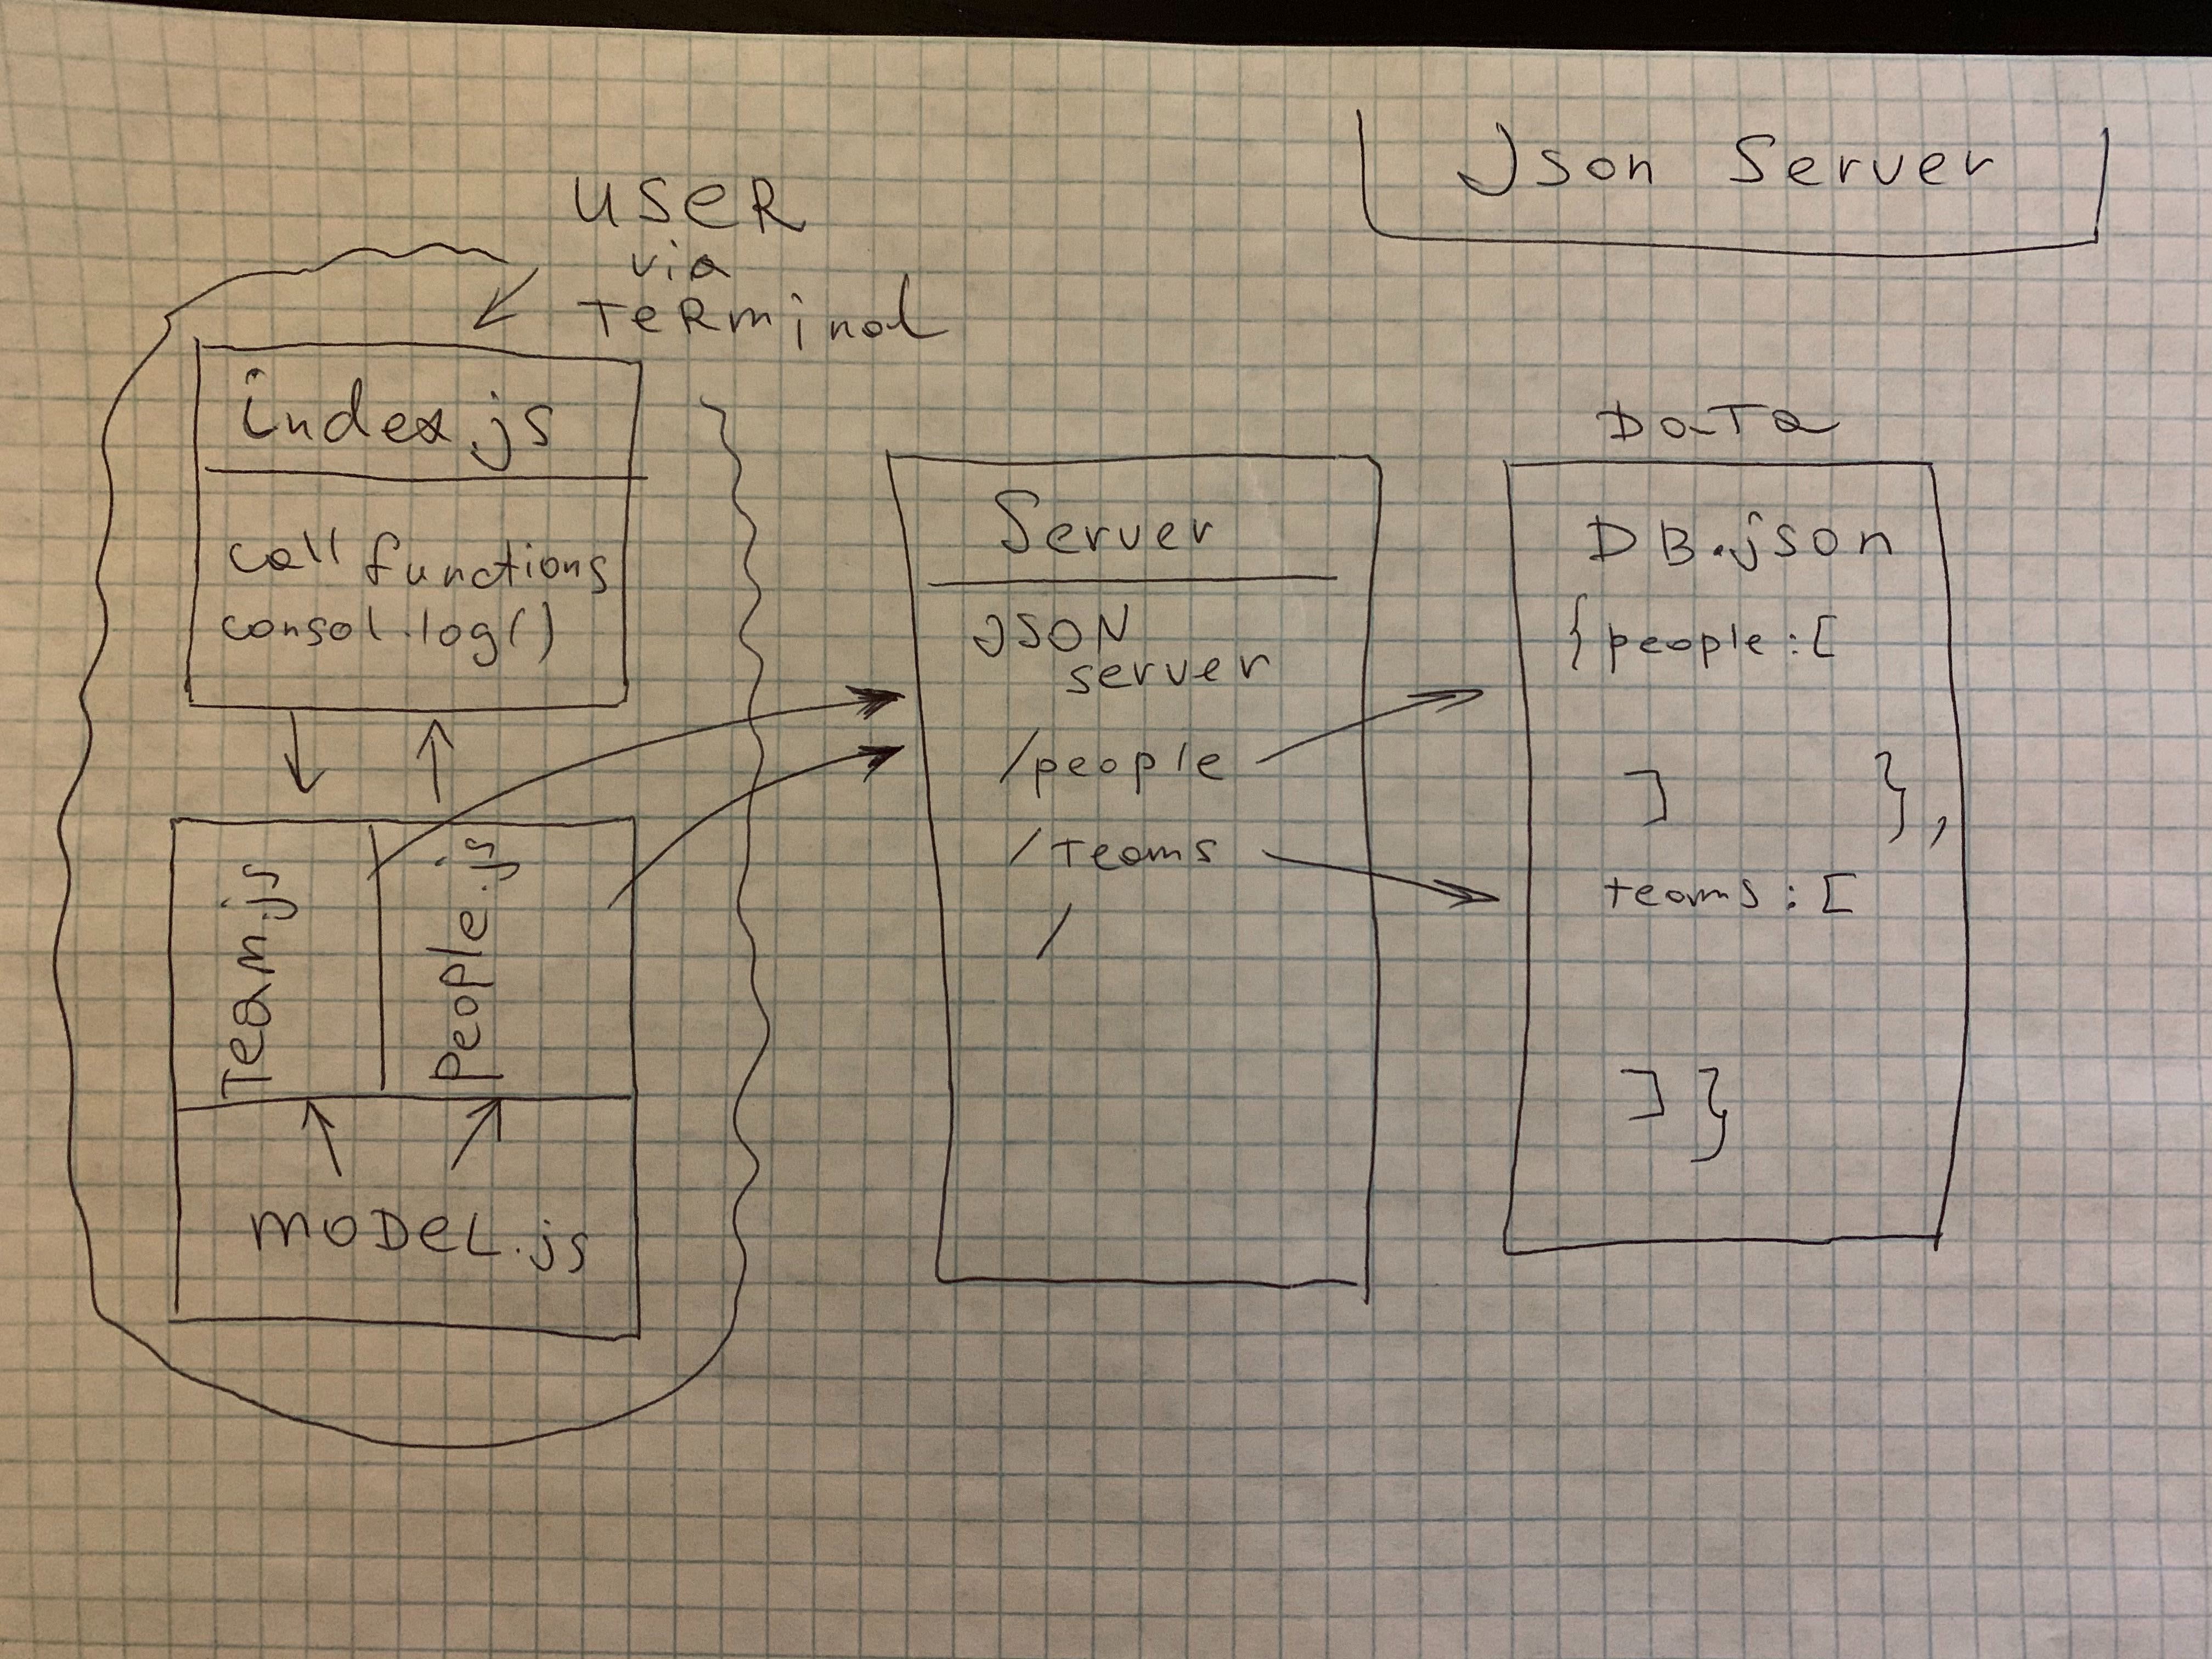 Json Server
USER
via
TERminal
index.js
call functions
consol.log()
Team.js
People.js
MODEL.js
Server
JSON
server
/people
/teams
/
DaTa
DB.json
{people:[
] },
teams:[
]}